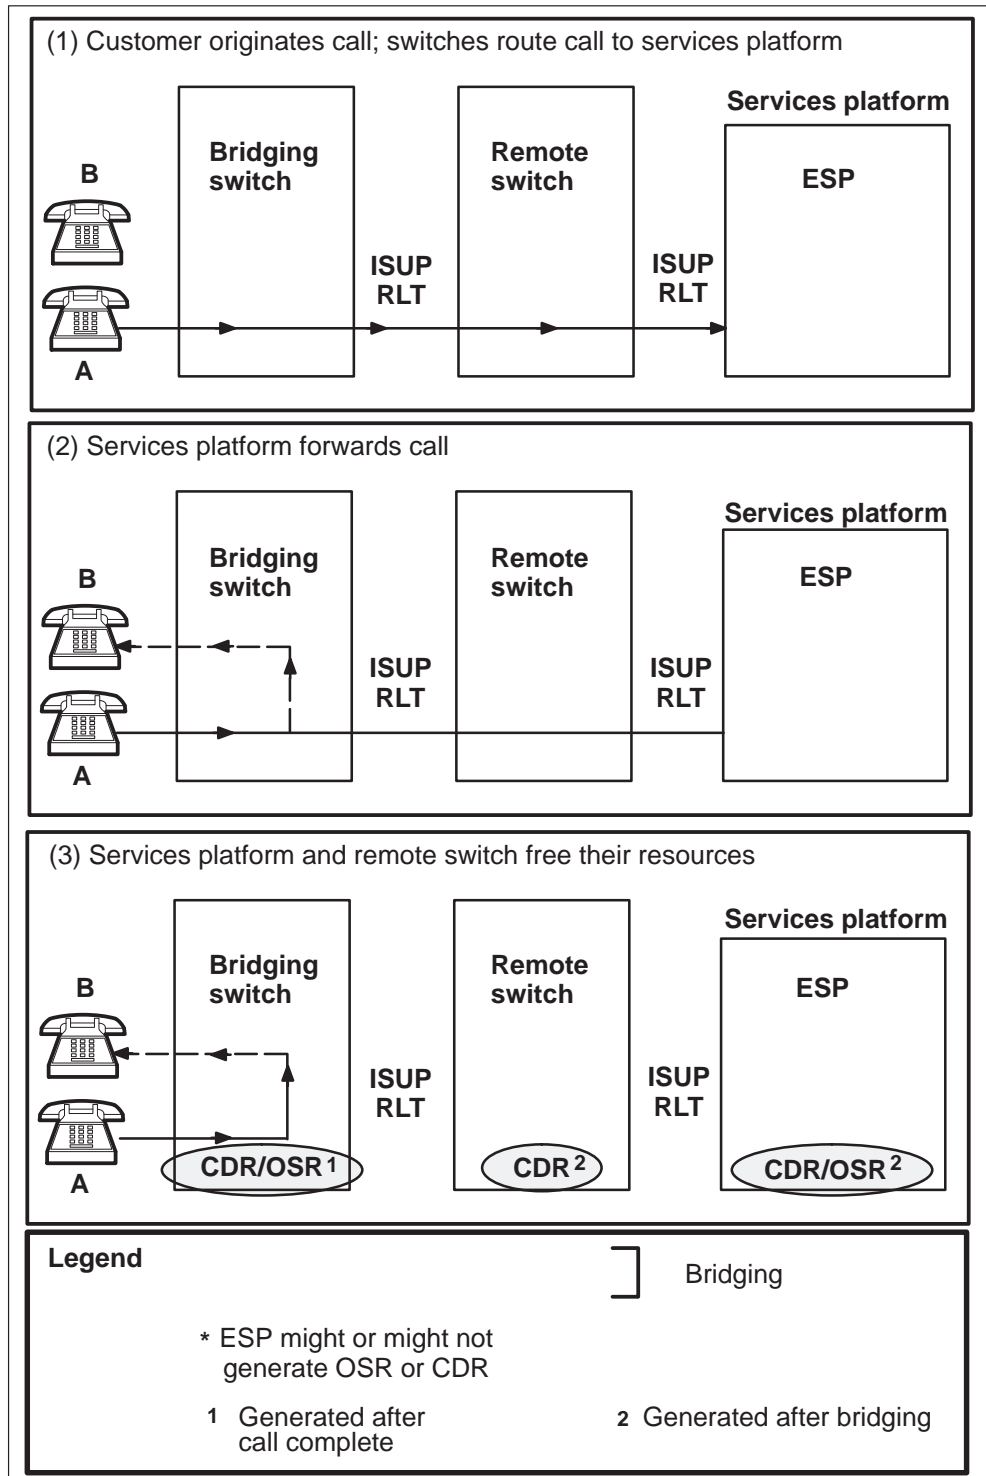 (1) Customer originates call; switches route call to services platform
Services platform
Bridging
switch
Remote
switch
ESP
B
ISUP
RLT
ISUP
RLT
A
(2) Services platform forwards call
Services platform
Bridging
switch
Remote
switch
ESP
B
ISUP
RLT
ISUP
RLT
A
(3) Services platform and remote switch free their resources
Services platform
Bridging
switch
Remote
switch
ESP
B
ISUP
RLT
ISUP
RLT
A
CDR/OSR 1
CDR 2
CDR/OSR 2
Legend
Bridging
* ESP might or might not
generate OSR or CDR
1 Generated after
call complete
2 Generated after bridging